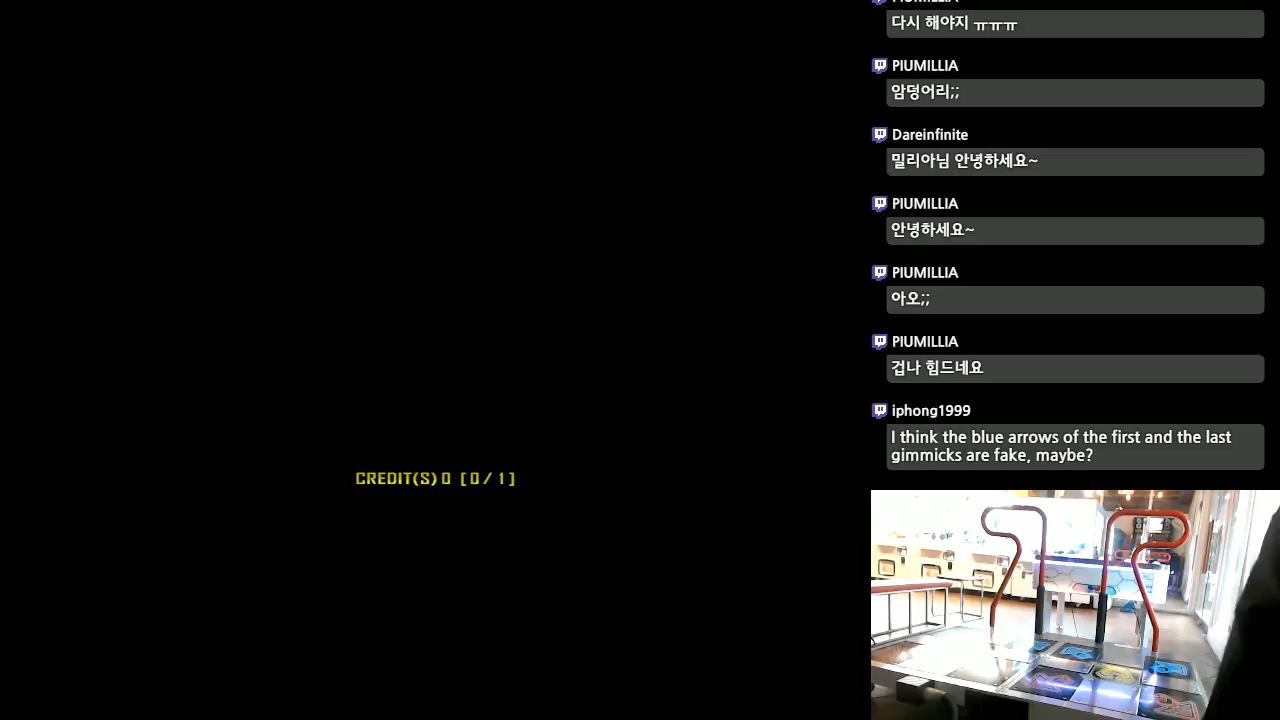 PIUMILLIA
다시 해야지 ㅠㅠㅠ
PIUMILLIA
암덩어리;;
Dareinfinite
밀리아님 안녕하세요~
PIUMILLIA
안녕하세요~
PIUMILLIA
아오;;
PIUMILLIA
겁나 힘드네요
iphong1999
I think the blue arrows of the first and the last
gimmicks are fake, maybe?
CREDIT(S) 0 [ 0 / 1 ]